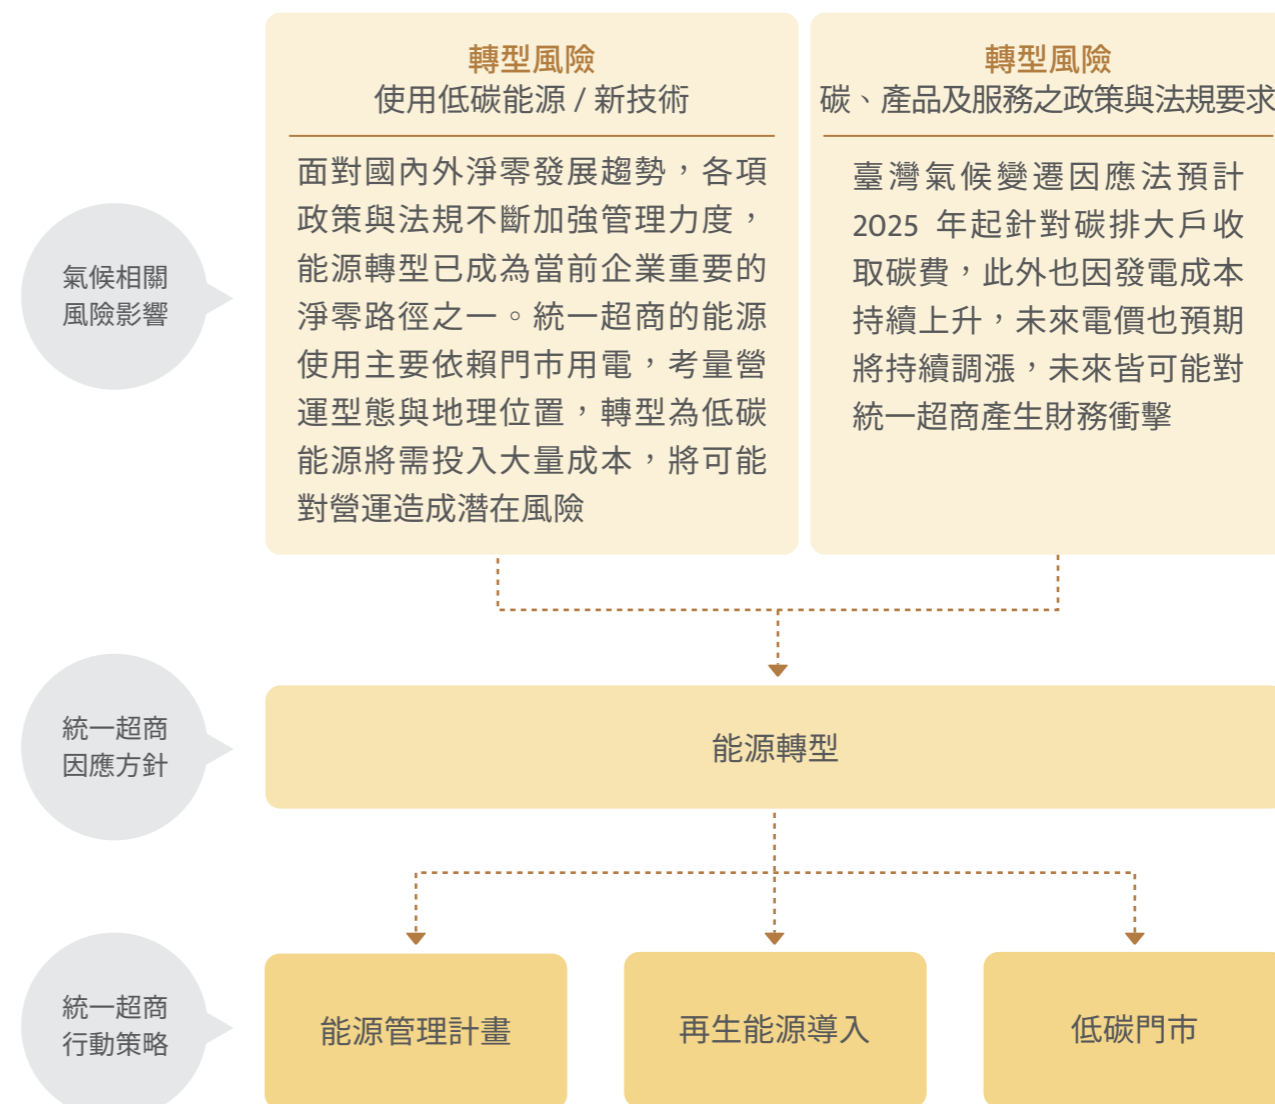 轉型風險
使用低碳能源 / 新技術
面對國內外淨零發展趨勢，各項
政策與法規不斷加強管理力度，
能源轉型已成為當前企業重要的
淨零路徑之一。統一超商的能源
使用主要依賴門市用電，考量營
運型態與地理位置，轉型為低碳
能源將需投入大量成本，將可能
對營運造成潛在風險
轉型風險
碳、產品及服務之政策與法規要求
臺灣氣候變遷因應法預計
2025 年起針對碳排大戶收
取碳費，此外也因發電成本
持續上升，未來電價也預期
將持續調漲，未來皆可能對
統一超商產生財務衝擊
氣候相關
風險影響
統一超商
因應方針
能源轉型
統一超商
行動策略
能源管理計畫
再生能源導入
低碳門市